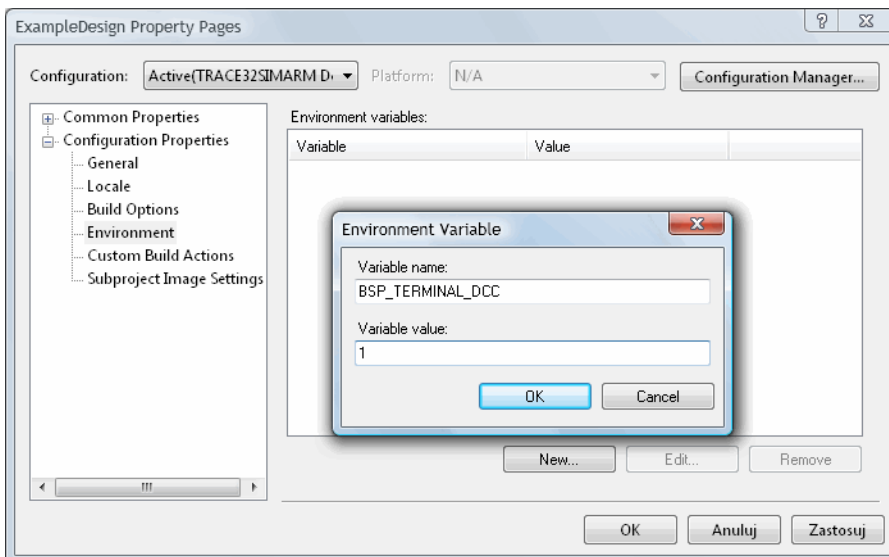 ExampleDesign Property Pages
Configuration: Active(TRACE32SIMARM D Platform: N/A Configuration Manager...
Common Properties
Configuration Properties
General
Locale
Build Options
Environment
Custom Build Actions
Subproject Image Settings
Environment variables:
Variable Value
Environment Variable
Variable name:
BSP_TERMINAL_DCC
Variable value:
1
OK Cancel
New... Edit... Remove
OK Anuluj Zastosuj